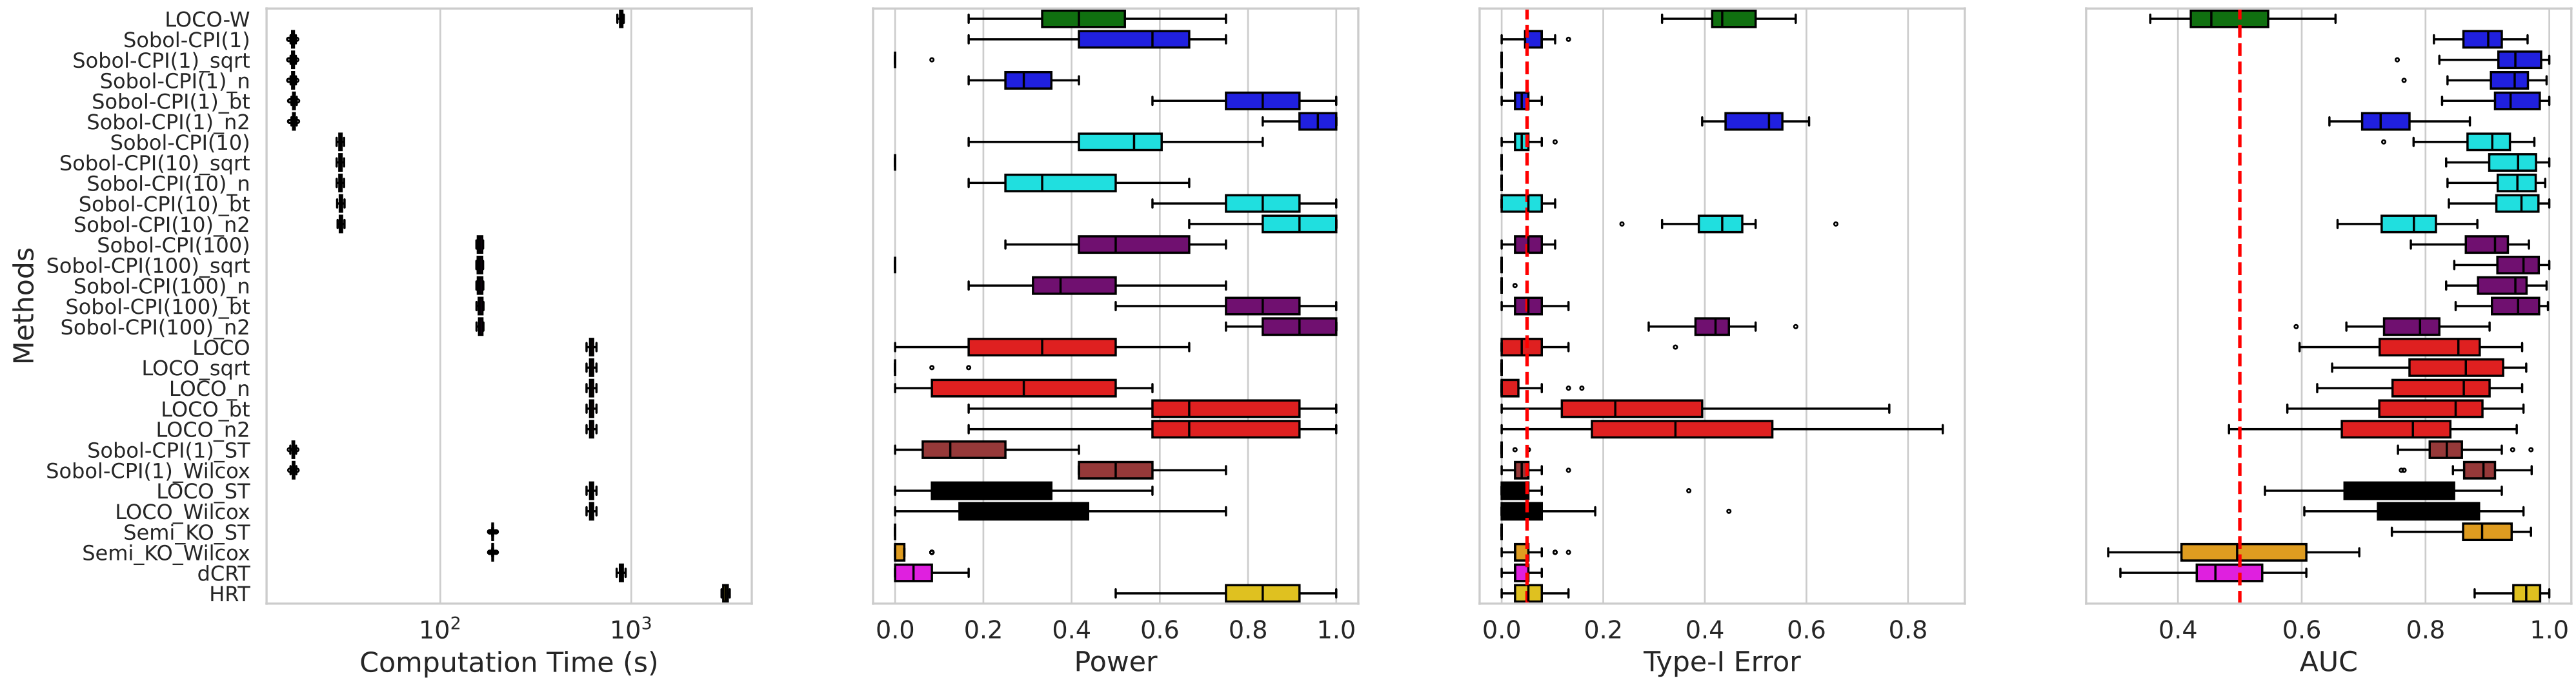 Methods
LOCO-W
Sobol-CPI(1)
Sobol-CPI(1)_sqrt
Sobol-CPI(1)_n
Sobol-CPI(1)_bt
Sobol-CPI(1)_n2
Sobol-CPI(10)
Sobol-CPI(10)_sqrt
Sobol-CPI(10)_n
Sobol-CPI(10)_bt
Sobol-CPI(10)_n2
Sobol-CPI(100)
Sobol-CPI(100)_sqrt
Sobol-CPI(100)_n
Sobol-CPI(100)_bt
Sobol-CPI(100)_n2
LOCO
LOCO_sqrt
LOCO_n
LOCO_bt
LOCO_n2
Sobol-CPI(1)_ST
Sobol-CPI(1)_Wilcox
LOCO_ST
LOCO_Wilcox
Semi_KO_ST
Semi_KO_Wilcox
dCRT
HRT
10² 10³
Computation Time (s)
0.0 0.2 0.4 0.6 0.8 1.0
Power
0.0 0.2 0.4 0.6 0.8
Type-I Error
0.4 0.6 0.8 1.0
AUC